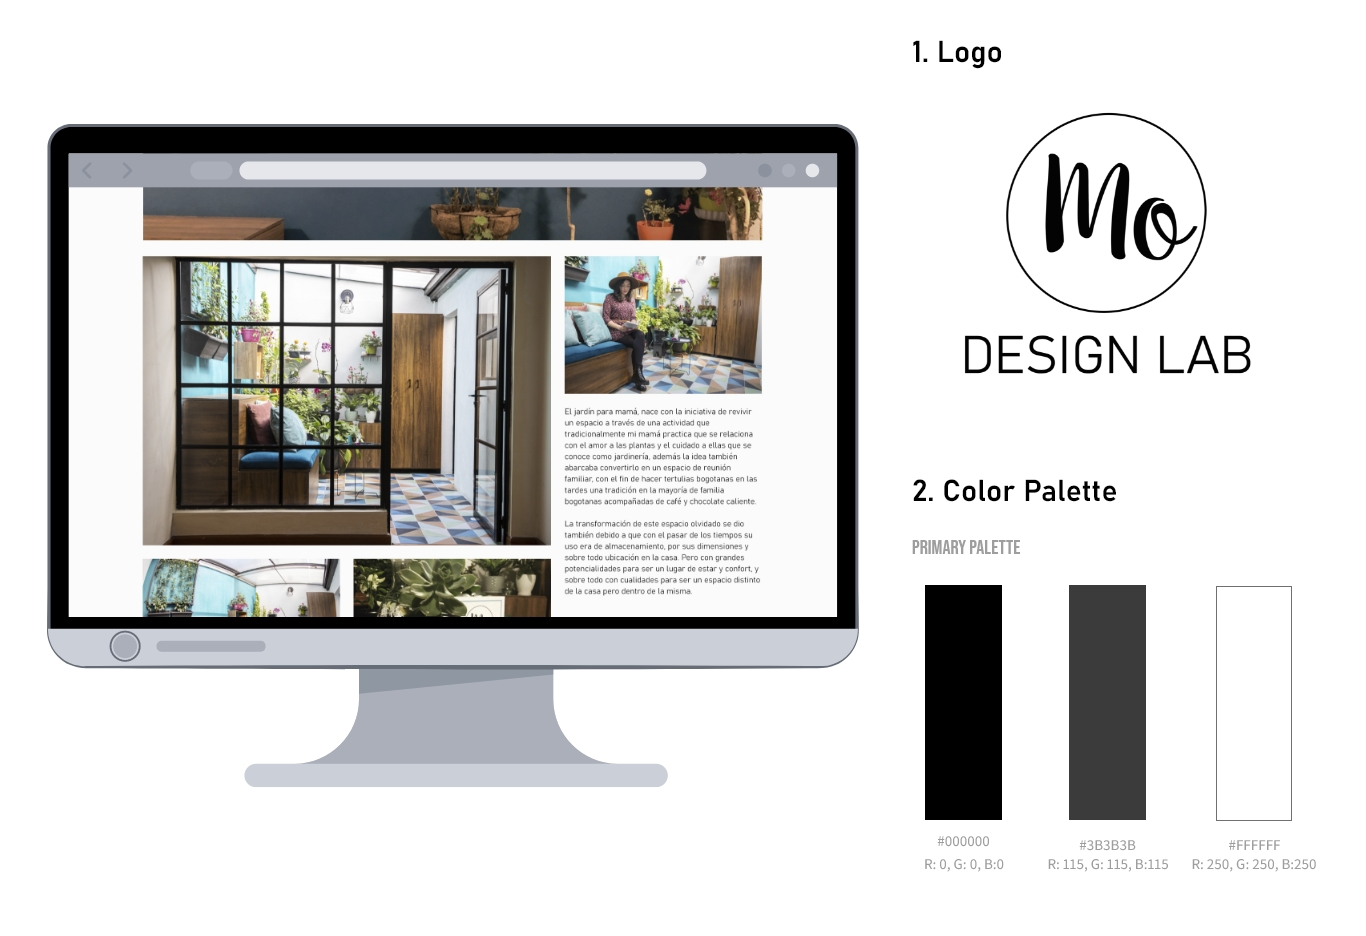 1. Logo
Mo
DESIGN LAB
El jardín para mamá, nace con la iniciativa de revivir
un espacio a través de una actividad que
tradicionalmente mi mamá practica que se relaciona
con el amor a las plantas y el cuidado a ellas que se
conoce como jardinería, además la idea también
abarcaba convertirlo en un espacio de reunión
familiar, con el fin de hacer tertulias bogotanas en las
tardes una tradición en la mayoría de familia
bogotanas acompañadas de café y chocolate caliente.
La transformación de este espacio olvidado se dio
también debido a que con el pasar de los tiempos su
uso era de almacenamiento, por sus dimensiones y
sobre todo ubicación en la casa. Pero con grandes
potencialidades para ser un lugar de estar y confort, y
sobre todo con cualidades para ser un espacio distinto
de la casa pero dentro de la misma.
2. Color Palette
PRIMARY PALETTE
#000000
R: 0, G: 0, B:0
#3B3B3B
R: 115, G: 115, B:115
#FFFFFF
R: 250, G: 250, B:250